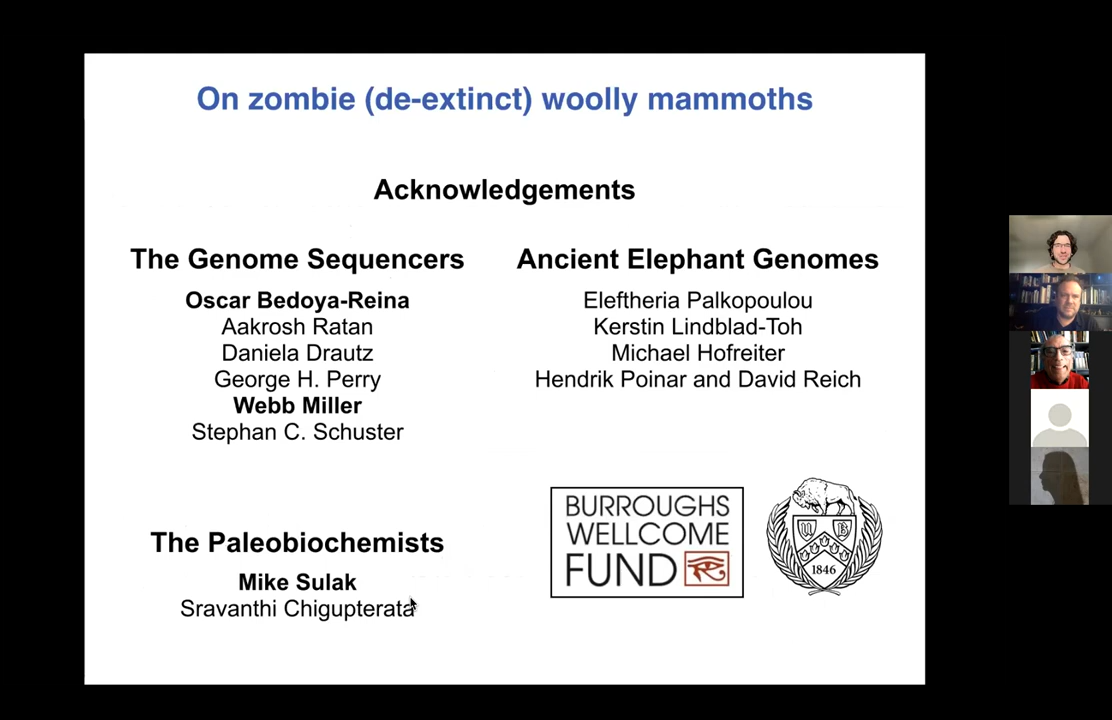 On zombie (de-extinct) woolly mammoths
Acknowledgements
The Genome Sequencers
Oscar Bedoya-Reina
Aakrosh Ratan
Daniela Drautz
George H. Perry
Webb Miller
Stephan C. Schuster
Ancient Elephant Genomes
Eleftheria Palkopoulou
Kerstin Lindblad-Toh
Michael Hofreiter
Hendrik Poinar and David Reich
The Paleobiochemists
Mike Sulak
Sravanthi Chigupterata
BURROUGHS
WELLCOME
FUND
U B
1846